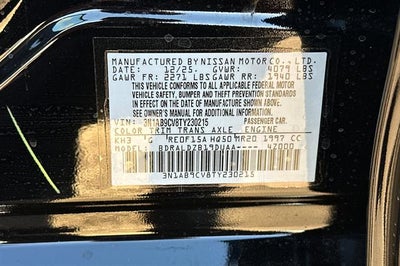 MANUFACTURED BY NISSAN MOTOR CO., LTD.
DATE: 12/25 GVWR: 4079 LBS
GAWR FR: 2271 LBS GAWR RR: 1940 LBS
THIS VEHICLE CONFORMS TO ALL APPLICABLE FEDERAL MOTOR
VEHICLE SAFETY, BUMPER AND THEFT PREVENTION STANDARDS
IN EFFECT ON THE DATE OF MANUFACTURE SHOWN ABOVE.
SEE OWNER'S MANUAL FOR ADDITIONAL INFORMATION.
VIN: 3N1AB9CV8TY230215 PASSENGER CAR.
COLOR TRIM TRANS AXLE ENGINE
KH3 G RE0F15A MR20 1997 CC
MODEL: BDRALDZB19DUAA---- 42000
3N1AB9CV8TY230215